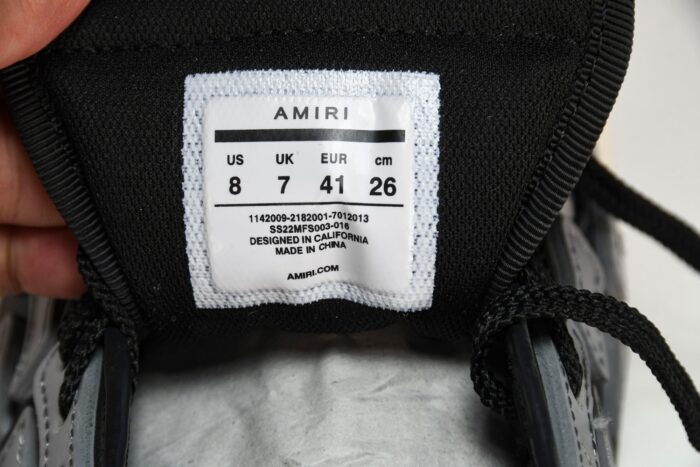 AMIRI
US UK EUR cm
8 7 41 26
1142009-2182001-7012013
SS22MFS003-016
DESIGNED IN CALIFORNIA
MADE IN CHINA
AMIRI.COM